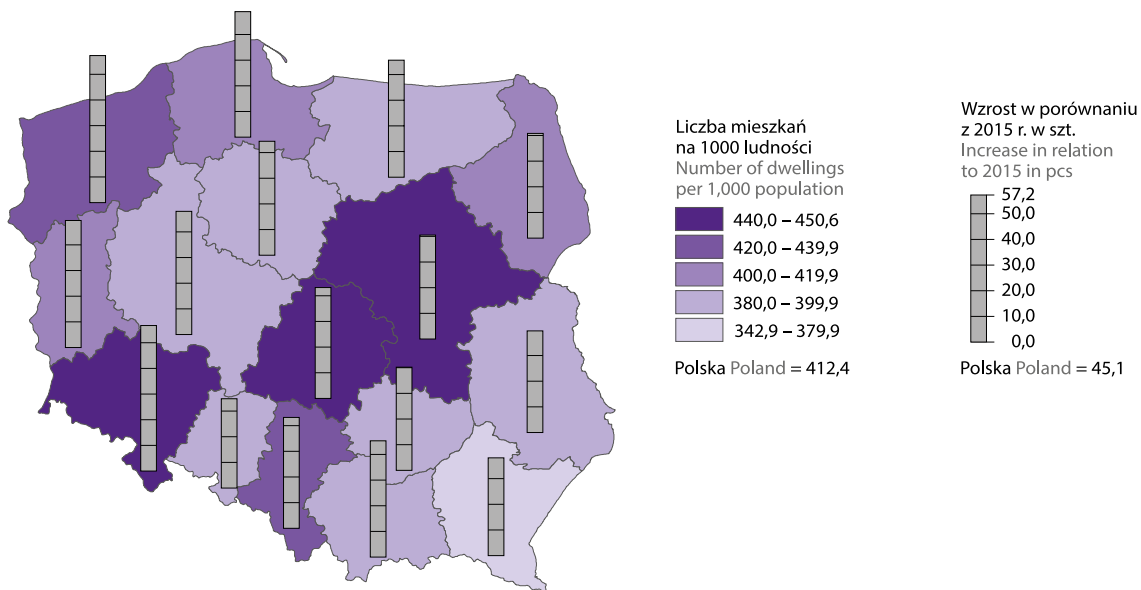 Liczba mieszkań
na 1000 ludności
Number of dwellings
per 1,000 population
440,0 – 450,6
420,0 – 439,9
400,0 – 419,9
380,0 – 399,9
342,9 – 379,9
Polska Poland = 412,4
Wzrost w porównaniu
z 2015 r. w szt.
Increase in relation
to 2015 in pcs
57,2
50,0
40,0
30,0
20,0
10,0
0,0
Polska Poland = 45,1